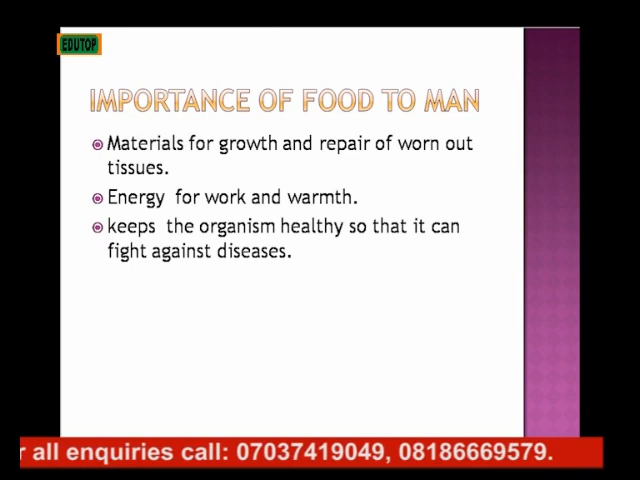 EDUTOP
IMPORTANCE OF FOOD TO MAN
Materials for growth and repair of worn out
tissues.
Energy for work and warmth.
keeps the organism healthy so that it can
fight against diseases.
r all enquiries call: 07037419049, 08186669579.